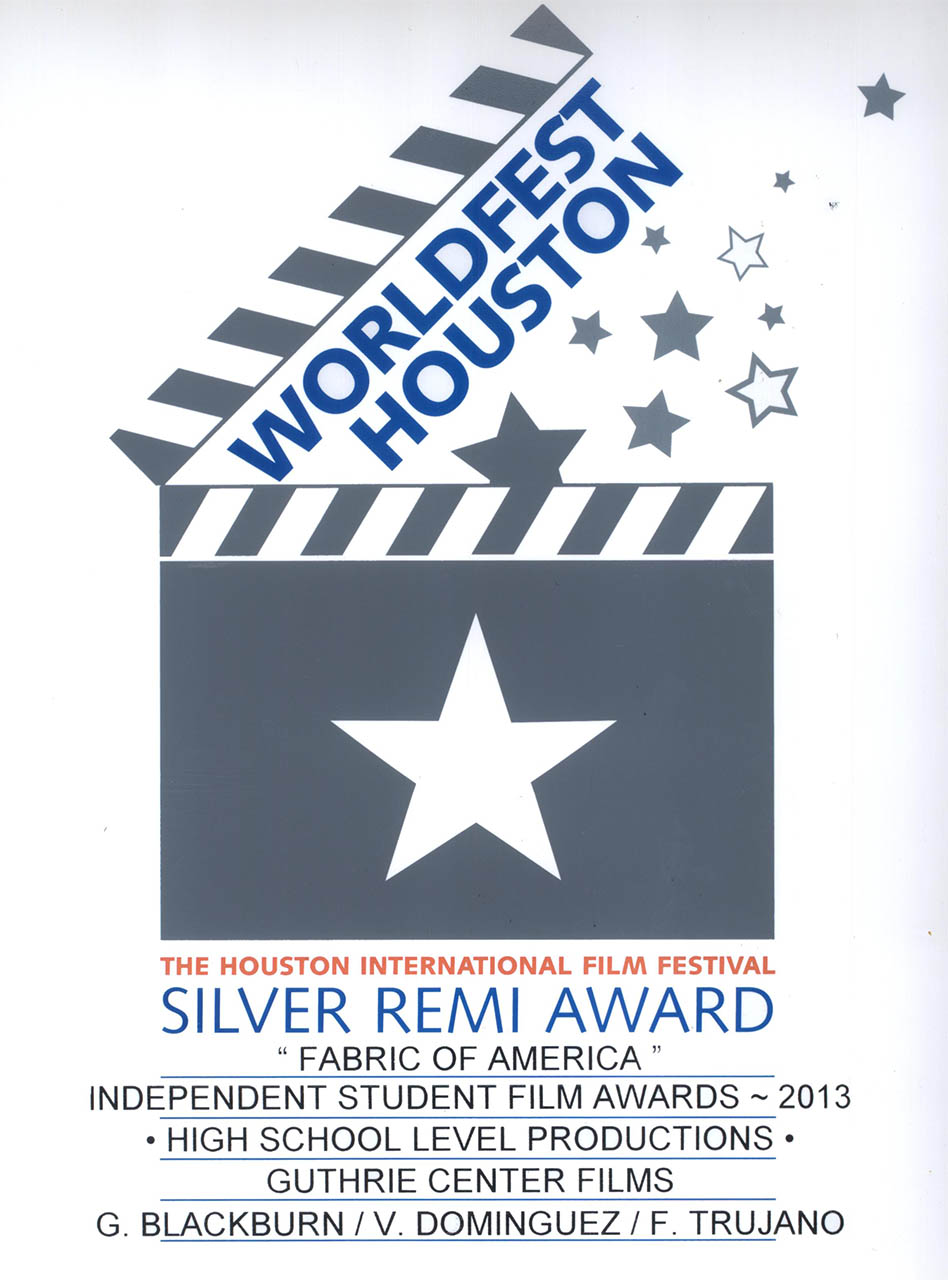 WORLDFEST
HOUSTON
THE HOUSTON INTERNATIONAL FILM FESTIVAL
SILVER REMI AWARD
“ FABRIC OF AMERICA ”
INDEPENDENT STUDENT FILM AWARDS ~ 2013
• HIGH SCHOOL LEVEL PRODUCTIONS •
GUTHRIE CENTER FILMS
G. BLACKBURN / V. DOMINGUEZ / F. TRUJANO